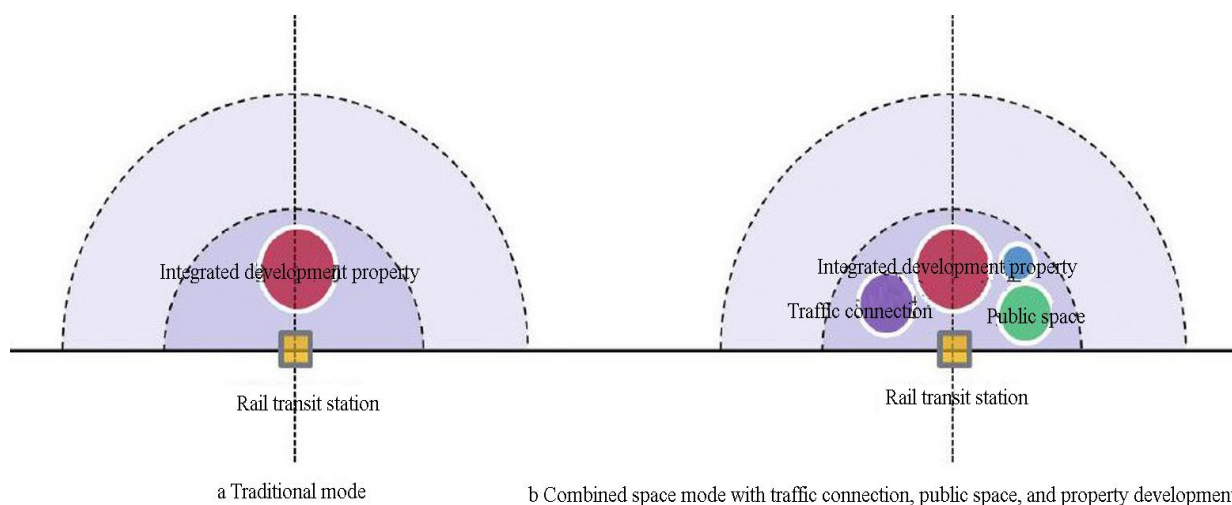 Integrated development property
Rail transit station
a Traditional mode
Integrated development property
Traffic connection
Public space
Rail transit station
b Combined space mode with traffic connection, public space, and property development